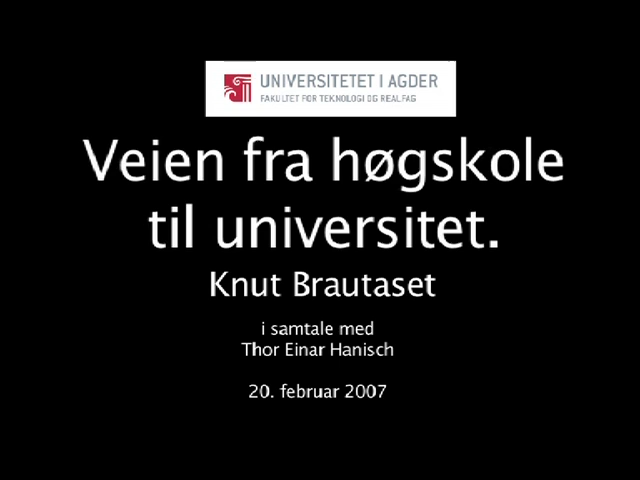 UNIVERSITETET I AGDER
FAKULTET FOR TEKNOLOGI OG REALFAG
Veien fra høgskole
til universitet.
Knut Brautaset
i samtale med
Thor Einar Hanisch
20. februar 2007